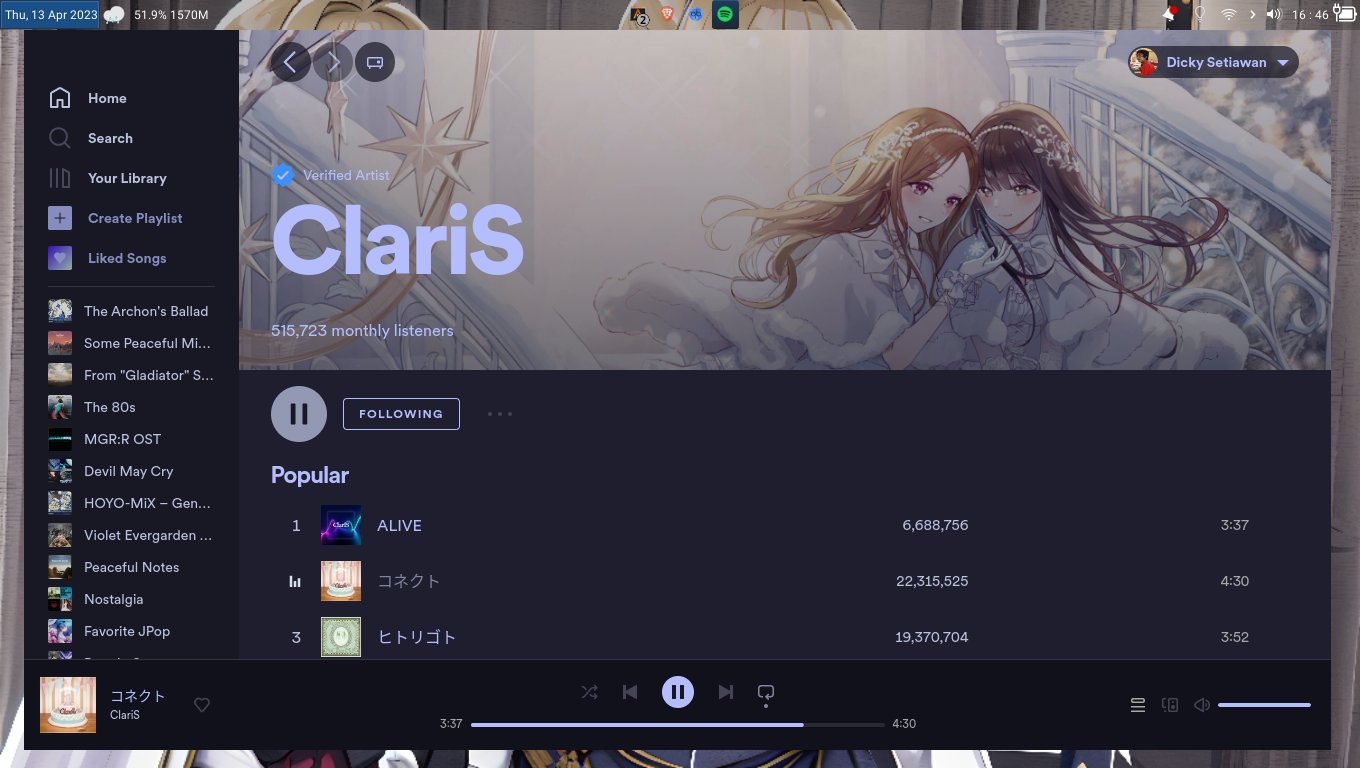 Thu, 13 Apr 2023 51.9% 1570M 2 16 : 46
Dicky Setiawan
Home
Search
Your Library
Create Playlist
Liked Songs
The Archon's Ballad
Some Peaceful Mi...
From "Gladiator" S...
The 80s
MGR:R OST
Devil May Cry
HOYO-MiX – Gen...
Violet Evergarden ...
Peaceful Notes
Nostalgia
Favorite JPop
Verified Artist
ClariS
515,723 monthly listeners
FOLLOWING
Popular
1 ClariS ALIVE 6,688,756 3:37
コネクト 22,315,525 4:30
3 ヒトリゴト 19,370,704 3:52
コネクト
ClariS
3:37 4:30